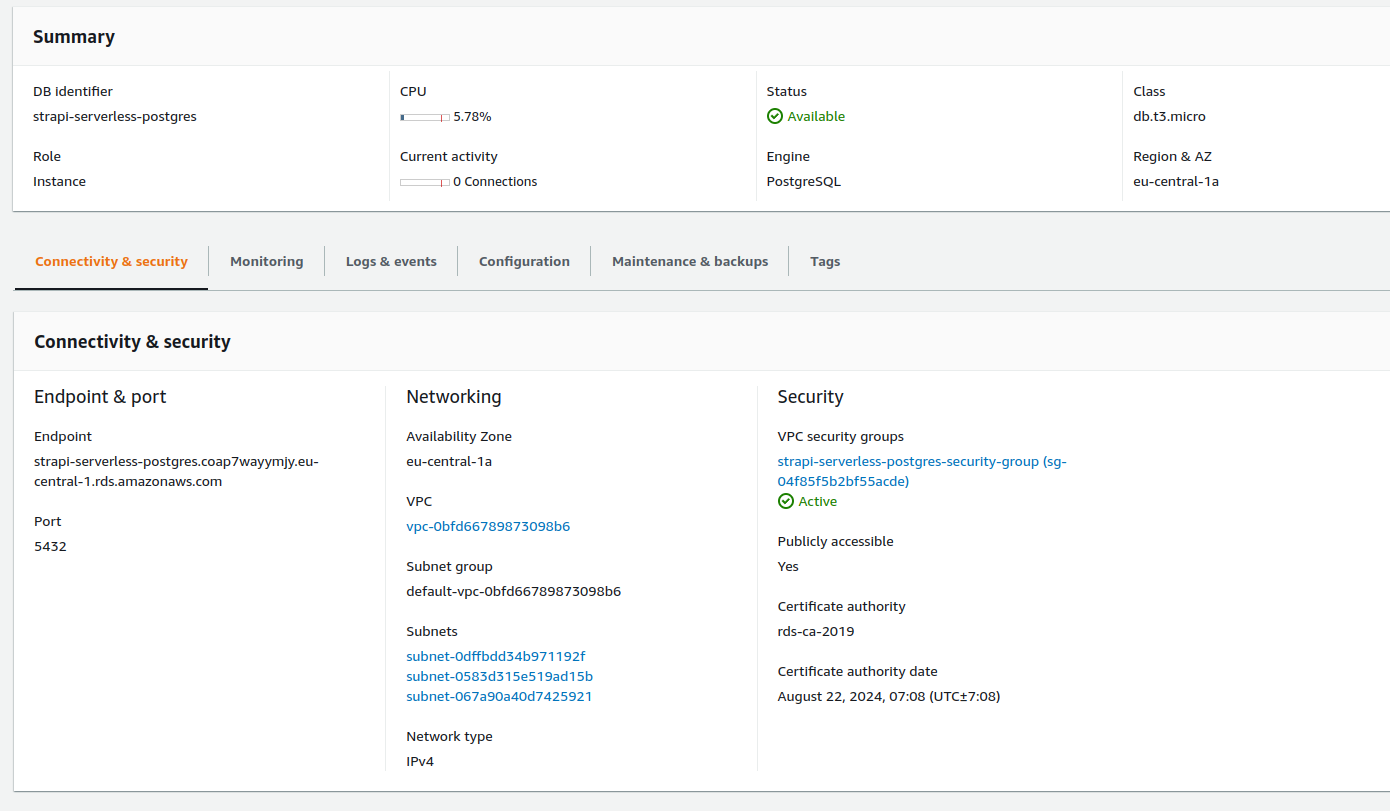 Summary
DB identifier
strapi-serverless-postgres
CPU
5.78%
Status
Available
Class
db.t3.micro
Role
Instance
Current activity
0 Connections
Engine
PostgreSQL
Region & AZ
eu-central-1a
Connectivity & security
Monitoring
Logs & events
Configuration
Maintenance & backups
Tags
Connectivity & security
Endpoint & port
Endpoint
strapi-serverless-postgres.coap7wayymjy.eu-
central-1.rds.amazonaws.com
Port
5432
Networking
Availability Zone
eu-central-1a
VPC
vpc-0bfd66789873098b6
Subnet group
default-vpc-0bfd66789873098b6
Subnets
subnet-0dffbdd34b971192f
subnet-0583d315e519ad15b
subnet-067a90a40d7425921
Network type
IPv4
Security
VPC security groups
strapi-serverless-postgres-security-group (sg-
04f85f5b2bf55acde)
Active
Publicly accessible
Yes
Certificate authority
rds-ca-2019
Certificate authority date
August 22, 2024, 07:08 (UTC±7:08)